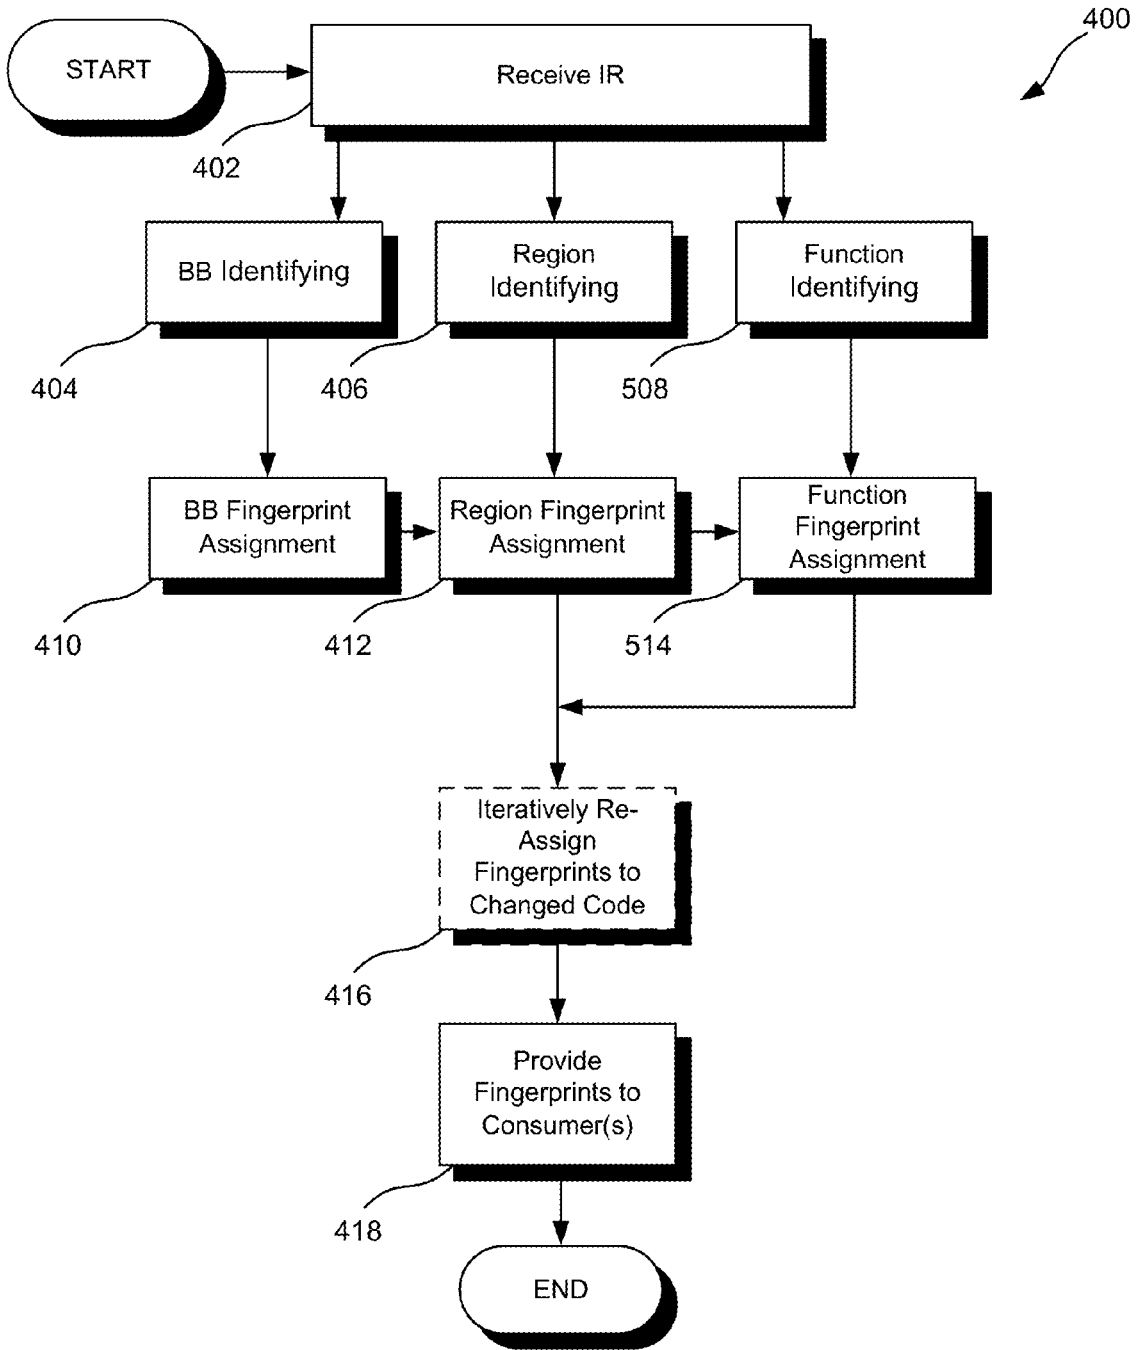 400
START
Receive IR
402
BB Identifying
Region
Identifying
Function
Identifying
404
406
508
BB Fingerprint
Assignment
Region Fingerprint
Assignment
Function
Fingerprint
Assignment
410
412
514
Iteratively Re-
Assign
Fingerprints to
Changed Code
416
Provide
Fingerprints to
Consumer(s)
418
END